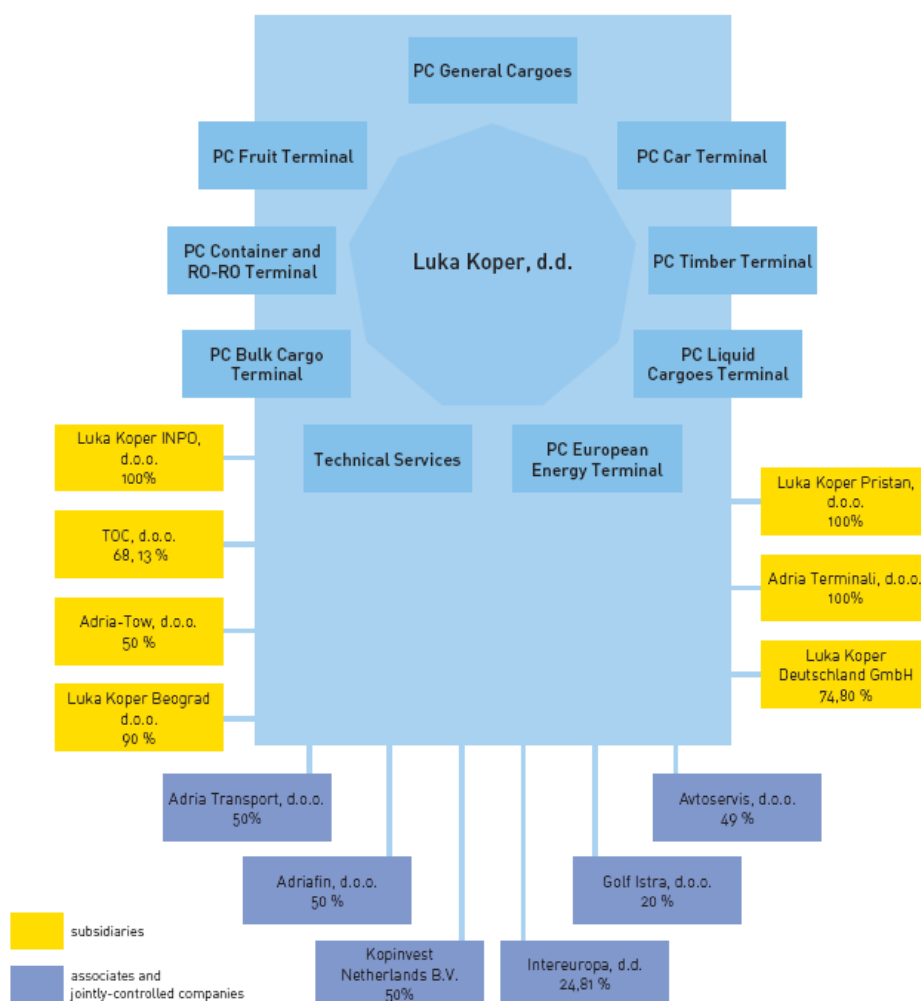 PC General Cargoes
PC Fruit Terminal
PC Car Terminal
PC Container and
RO-RO Terminal
Luka Koper, d.d.
PC Timber Terminal
PC Bulk Cargo
Terminal
PC Liquid
Cargoes Terminal
Technical Services
PC European
Energy Terminal
Luka Koper INPO,
d.o.o.
100%
TOC, d.o.o.
68, 13 %
Adria-Tow, d.o.o.
50 %
Luka Koper Beograd
d.o.o.
90 %
Luka Koper Pristan,
d.o.o.
100%
Adria Terminali, d.o.o.
100%
Luka Koper
Deutschland GmbH
74,80 %
Adria Transport, d.o.o.
50%
Avtoservis, d.o.o.
49 %
Adriafin, d.o.o.
50 %
Golf Istra, d.o.o.
20 %
Kopinvest
Netherlands B.V.
50%
Intereuropa, d.d.
24,81 %
subsidiaries
associates and
jointly-controlled companies